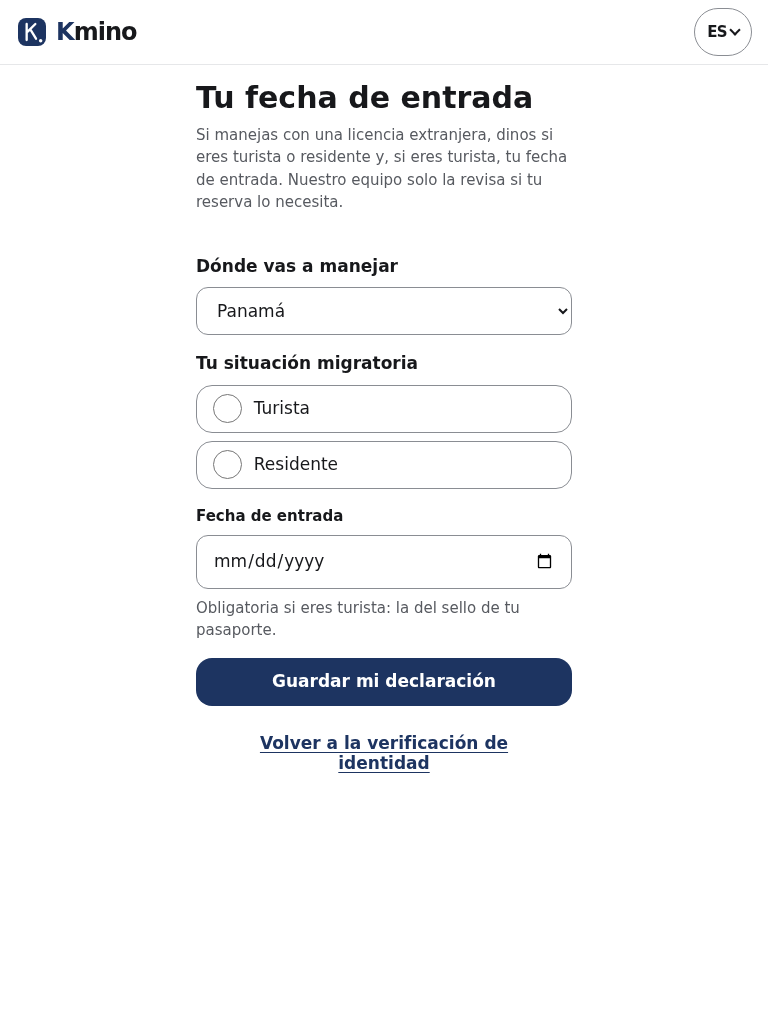 K. Kmino
ES
Tu fecha de entrada
Si manejas con una licencia extranjera, dinos si
eres turista o residente y, si eres turista, tu fecha
de entrada. Nuestro equipo solo la revisa si tu
reserva lo necesita.
Dónde vas a manejar
Panamá
Tu situación migratoria
Turista
Residente
Fecha de entrada
mm/dd/yyyy
Obligatoria si eres turista: la del sello de tu
pasaporte.
Guardar mi declaración
Volver a la verificación de
identidad